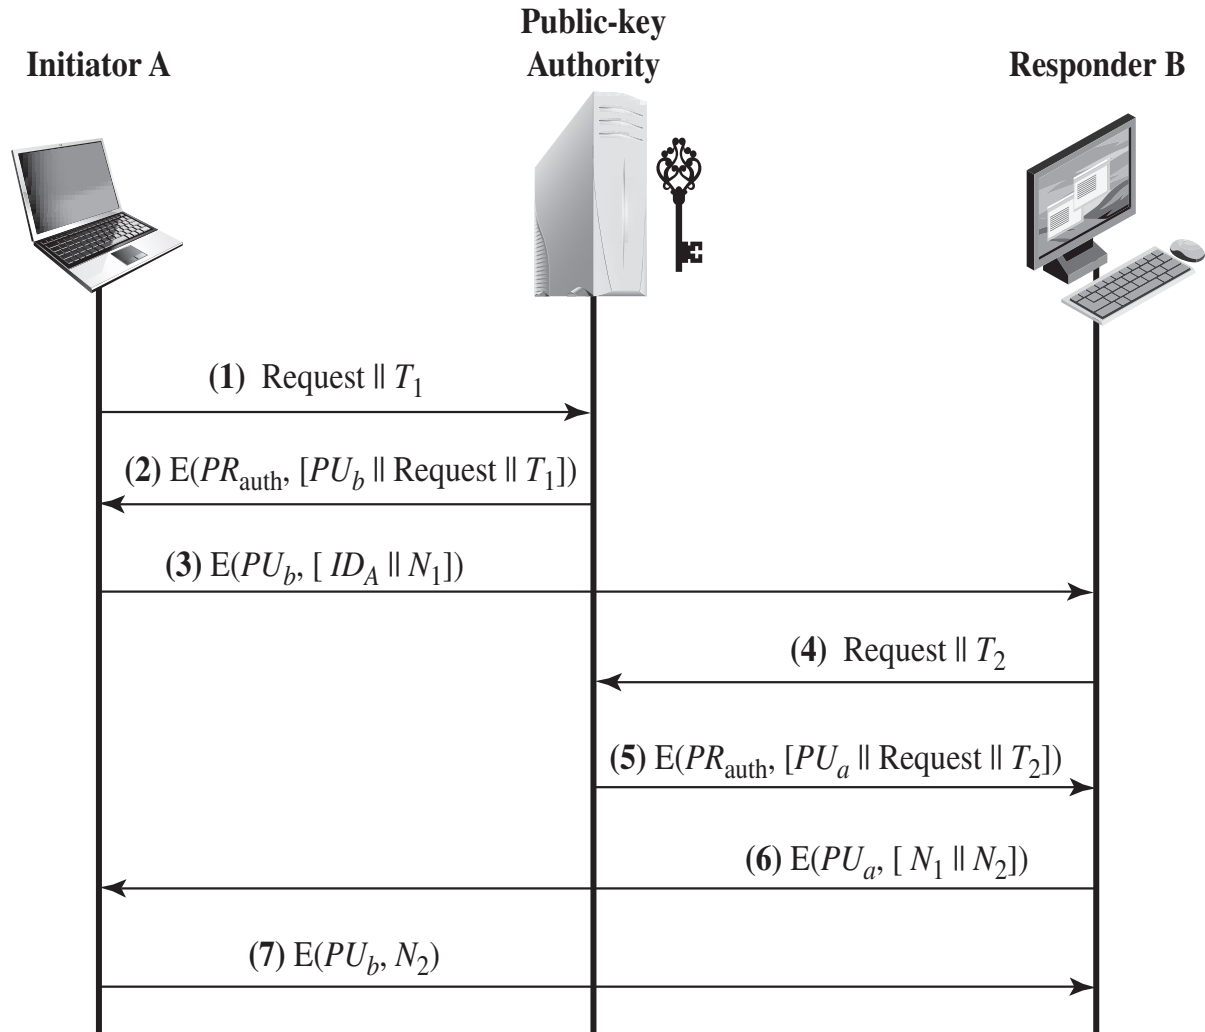 Public-key
Authority
Initiator A
Responder B
(1) Request || T1
(2) E(PRauth, [PUb || Request || T1])
(3) E(PUb, [ IDA || N1])
(4) Request || T2
(5) E(PRauth, [PUa || Request || T2])
(6) E(PUa, [ N1 || N2])
(7) E(PUb, N2)